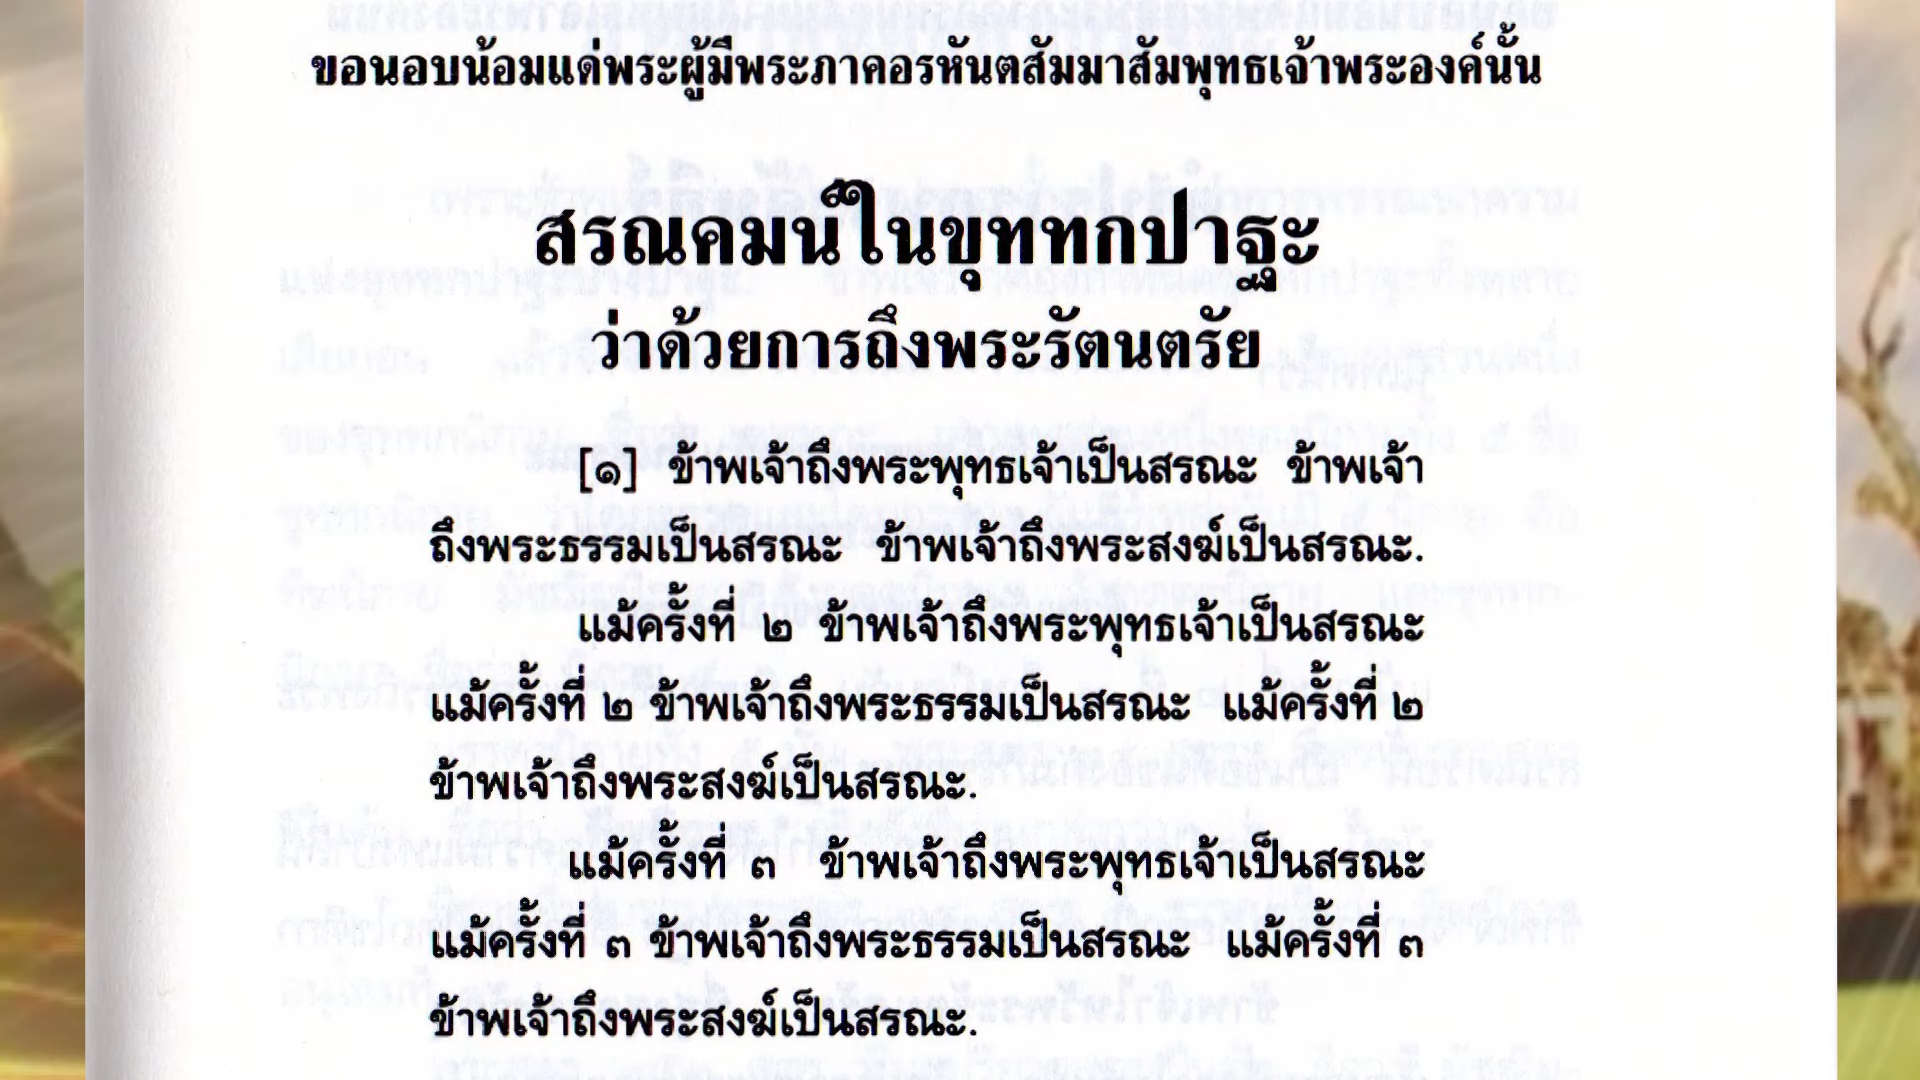 ขอนอบน้อมแด่พระผู้มีพระภาคอรหันตสัมมาสัมพุทธเจ้าพระองค์นั้น
สรณคมน์ในขุททกปาฐะ
ว่าด้วยการถึงพระรัตนตรัย
[๑] ข้าพเจ้าถึงพระพุทธเจ้าเป็นสรณะ ข้าพเจ้า
ถึงพระธรรมเป็นสรณะ ข้าพเจ้าถึงพระสงฆ์เป็นสรณะ.
แม้ครั้งที่ ๒ ข้าพเจ้าถึงพระพุทธเจ้าเป็นสรณะ
แม้ครั้งที่ ๒ ข้าพเจ้าถึงพระธรรมเป็นสรณะ แม้ครั้งที่ ๒
ข้าพเจ้าถึงพระสงฆ์เป็นสรณะ.
แม้ครั้งที่ ๓ ข้าพเจ้าถึงพระพุทธเจ้าเป็นสรณะ
แม้ครั้งที่ ๓ ข้าพเจ้าถึงพระธรรมเป็นสรณะ แม้ครั้งที่ ๓
ข้าพเจ้าถึงพระสงฆ์เป็นสรณะ.